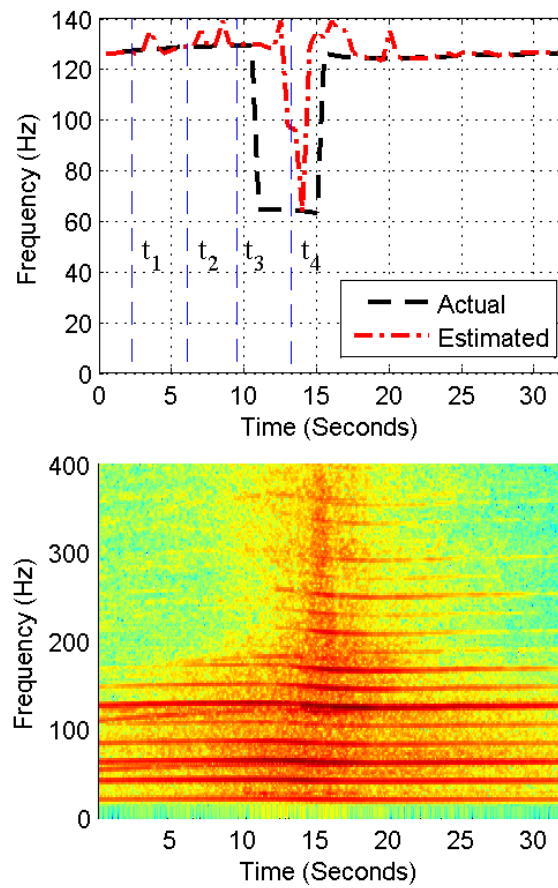 140
120
100
80
60
40
20
0
Frequency (Hz)
t1 t2 t3 t4
Actual
Estimated
0 5 10 15 20 25 30
Time (Seconds)
400
300
200
100
0
Frequency (Hz)
5 10 15 20 25 30
Time (Seconds)